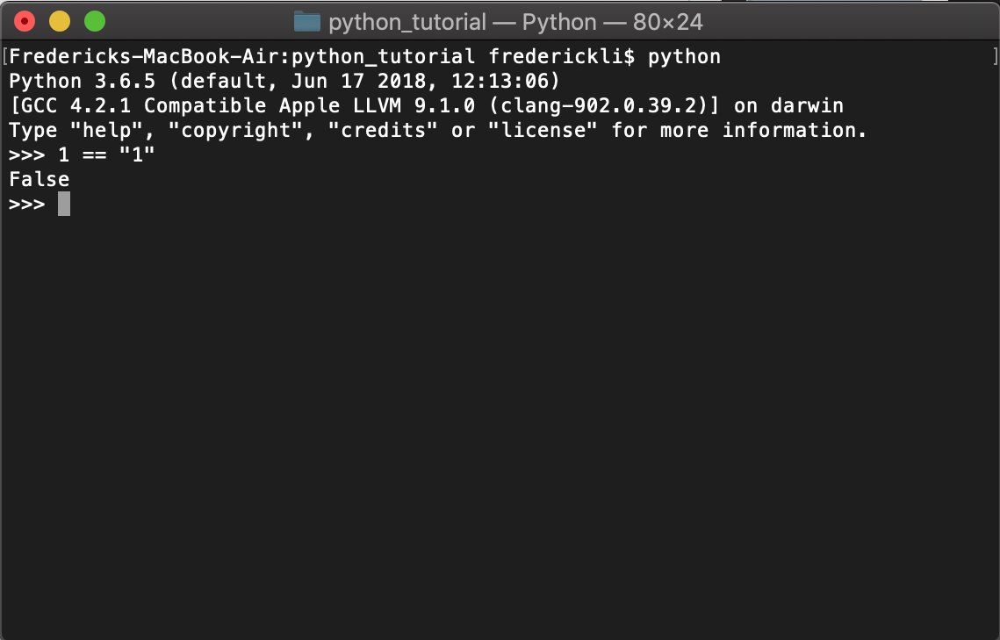 python_tutorial — Python — 80×24
[Fredericks-MacBook-Air:python_tutorial frederickli$ python ]
Python 3.6.5 (default, Jun 17 2018, 12:13:06)
[GCC 4.2.1 Compatible Apple LLVM 9.1.0 (clang-902.0.39.2)] on darwin
Type "help", "copyright", "credits" or "license" for more information.
>>> 1 == "1"
False
>>>